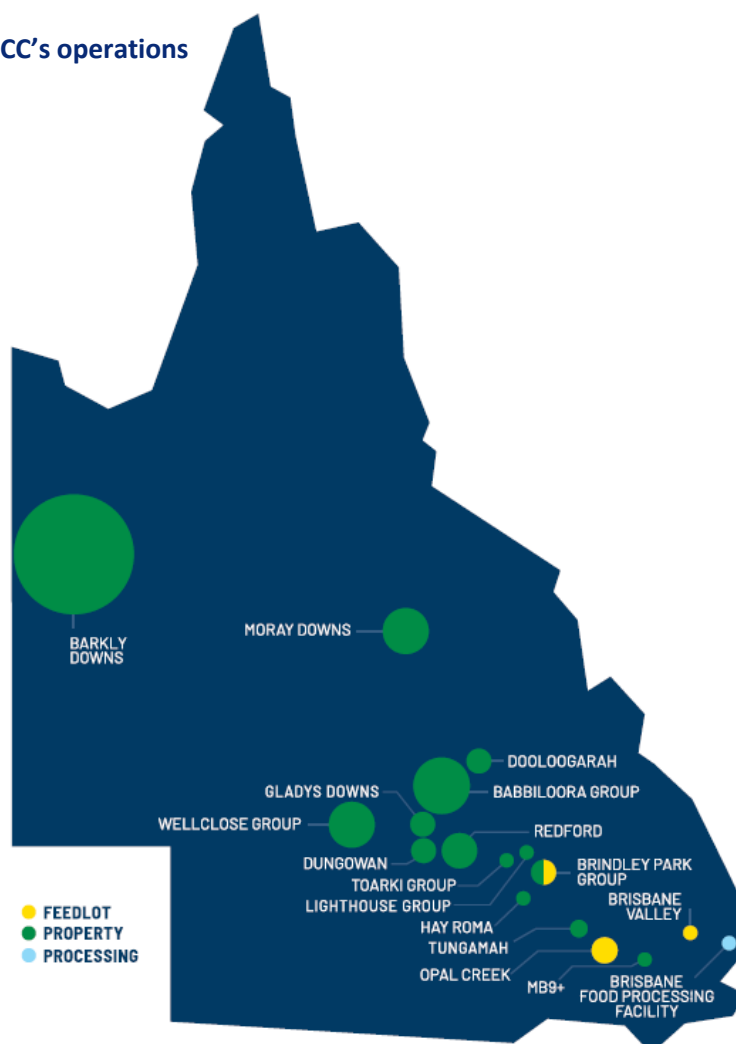 CC's operations
BARKLY
DOWNS
MORAY DOWNS
DOOLOOGARAH
GLADYS DOWNS
BABBILOORA GROUP
WELLCLOSE GROUP
REDFORD
DUNGOWAN
TOARKI GROUP
BRINDLEY PARK
GROUP
LIGHTHOUSE GROUP
BRISBANE
VALLEY
HAY ROMA
TUNGAMAH
OPAL CREEK
MB9+
BRISBANE
FOOD PROCESSING
FACILITY
FEEDLOT
PROPERTY
PROCESSING